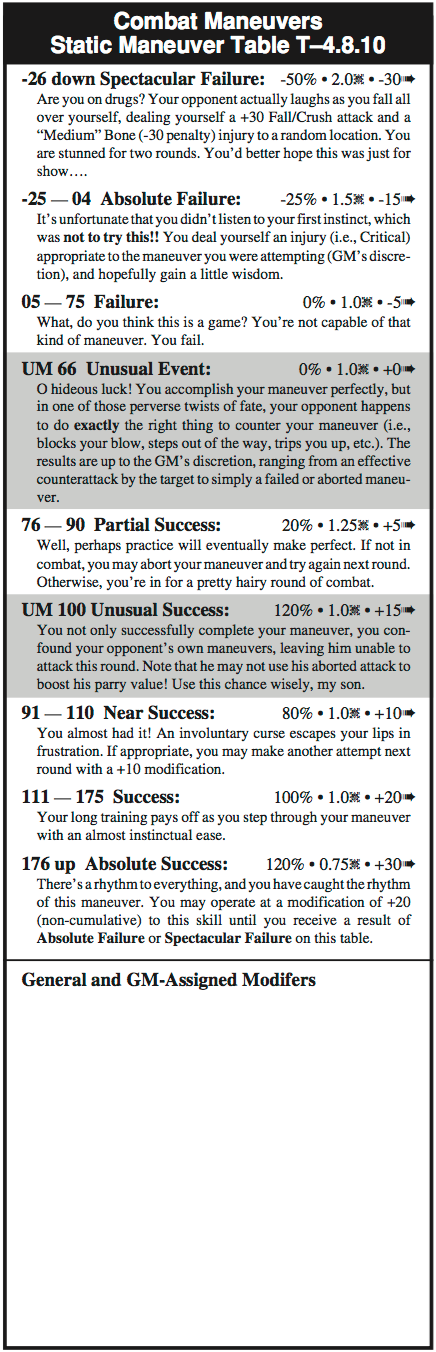 Combat Maneuvers
Static Maneuver Table T–4.8.10
-26 down Spectacular Failure: -50% • 2.0⌘ • -30➠
Are you on drugs? Your opponent actually laughs as you fall all
over yourself, dealing yourself a +30 Fall/Crush attack and a
“Medium” Bone (-30 penalty) injury to a random location. You
are stunned for two rounds. You’d better hope this was just for
show….
-25 — 04 Absolute Failure: -25% • 1.5⌘ • -15➠
It’s unfortunate that you didn’t listen to your first instinct, which
was not to try this!! You deal yourself an injury (i.e., Critical)
appropriate to the maneuver you were attempting (GM’s discre-
tion), and hopefully gain a little wisdom.
05 — 75 Failure: 0% • 1.0⌘ • -5➠
What, do you think this is a game? You’re not capable of that
kind of maneuver. You fail.
UM 66 Unusual Event: 0% • 1.0⌘ • +0➠
O hideous luck! You accomplish your maneuver perfectly, but
in one of those perverse twists of fate, your opponent happens
to do exactly the right thing to counter your maneuver (i.e.,
blocks your blow, steps out of the way, trips you up, etc.). The
results are up to the GM’s discretion, ranging from an effective
counterattack by the target to simply a failed or aborted maneu-
ver.
76 — 90 Partial Success: 20% • 1.25⌘ • +5➠
Well, perhaps practice will eventually make perfect. If not in
combat, you may abort your maneuver and try again next round.
Otherwise, you’re in for a pretty hairy round of combat.
UM 100 Unusual Success: 120% • 1.0⌘ • +15➠
You not only successfully complete your maneuver, you con-
found your opponent’s own maneuvers, leaving him unable to
attack this round. Note that he may not use his aborted attack to
boost his parry value! Use this chance wisely, my son.
91 — 110 Near Success: 80% • 1.0⌘ • +10➠
You almost had it! An involuntary curse escapes your lips in
frustration. If appropriate, you may make another attempt next
round with a +10 modification.
111 — 175 Success: 100% • 1.0⌘ • +20➠
Your long training pays off as you step through your maneuver
with an almost instinctual ease.
176 up Absolute Success: 120% • 0.75⌘ • +30➠
There’s a rhythm to everything, and you have caught the rhythm
of this maneuver. You may operate at a modification of +20
(non-cumulative) to this skill until you receive a result of
Absolute Failure or Spectacular Failure on this table.
General and GM-Assigned Modifers